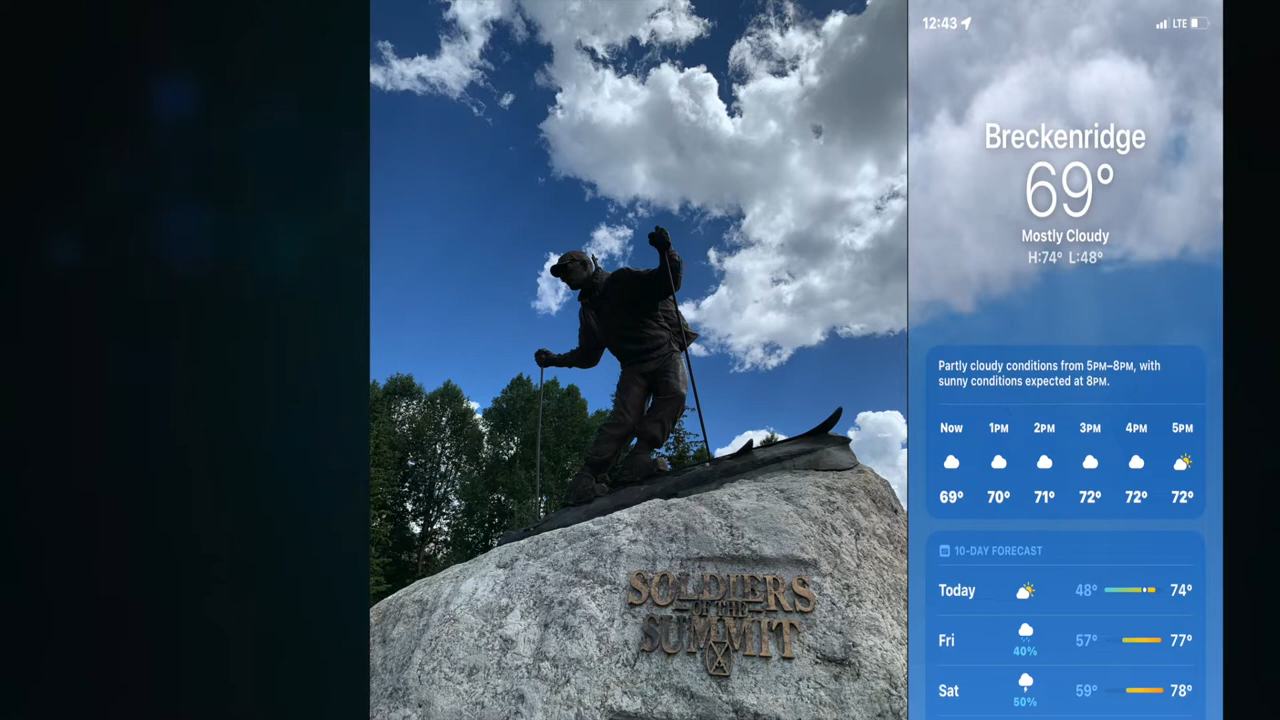 SOLDIERS
OF THE
SUMMIT
12:43
LTE
Breckenridge
69°
Mostly Cloudy
H:74° L:48°
Partly cloudy conditions from 5PM–8PM, with
sunny conditions expected at 8PM.
Now 1PM 2PM 3PM 4PM 5PM
69° 70° 71° 72° 72° 72°
10-DAY FORECAST
Today 48° 74°
Fri 40% 57° 77°
Sat 50% 59° 78°